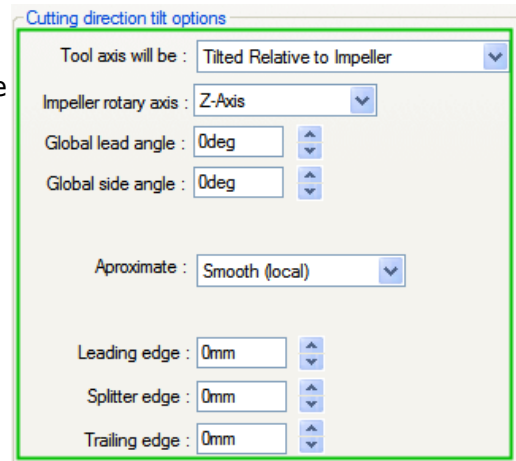 Cutting direction tilt options
Tool axis will be : Tilted Relative to Impeller
e
Impeller rotary axis : Z-Axis
Global lead angle : 0deg
Global side angle : 0deg
Aproximate : Smooth (local)
Leading edge : 0mm
Splitter edge : 0mm
Trailing edge : 0mm